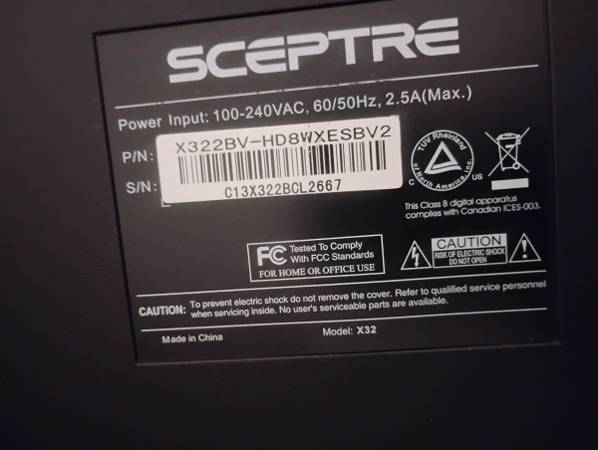 SCEPTRE
Power Input: 100-240VAC, 60/50Hz, 2.5A(Max.)
P/N: X322BV-HD8WXESBV2
S/N: C13X322BCL2667
TÜV Rheinland
of North America, Inc.
C US
This Class B digital apparatus
complies with Canadian ICES-003.
FC Tested To Comply
With FCC Standards
FOR HOME OR OFFICE USE
CAUTION
RISK OF ELECTRIC SHOCK
DO NOT OPEN
CAUTION: To prevent electric shock do not remove the cover. Refer to qualified service personnel
when servicing inside. No user's serviceable parts are available.
Made in China
Model: X32